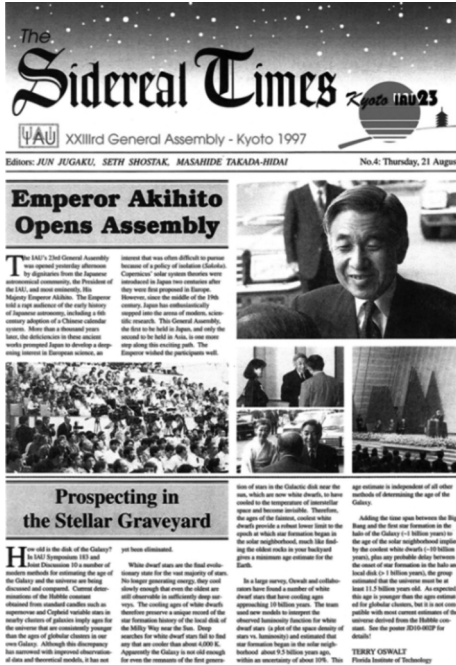 The
Sidereal Times
Kyoto IAU23
IAU XXIIIrd General Assembly - Kyoto 1997
Editors: JUN JUGAKU, SETH SHOSTAK, MASAHIDE TAKADA-HIDAI No.4: Thursday, 21 Augus
Emperor Akihito
Opens Assembly
The IAU's 23rd General Assembly
was opened yesterday afternoon
by dignitaries from the Japanese
astronomical community, the President of
the IAU, and most eminently, His
Majesty Emperor Akihito. The Emperor
told a rapt audience of the early history
of Japanese astronomy, including a 6th
century adoption of a Chinese calendar
system. More than a thousand years
later, the deficiencies in these ancient
works prompted Japan to develop a deep-
ening interest in European science, an
interest that was often difficult to pursue
because of a policy of isolation (Sakoku).
Copernicus' solar system theories were
introduced in Japan two centuries after
they were first proposed in Europe.
However, since the middle of the 19th
century, Japan has enthusiastically
stepped into the arena of modern, scien-
tific research. This General Assembly,
the first to be held in Japan, and only the
second to be held in Asia, is one more
step along this exciting path. The
Emperor wished the participants well.
Prospecting in
the Stellar Graveyard
How old is the disk of the Galaxy?
In IAU Symposium 183 and
Joint Discussion 10 a number of
modern methods for estimating the age of
the Galaxy and the universe are being
discussed and compared. Current deter-
minations of the Hubble constant
obtained from standard candles such as
supernovae and Cepheid variable stars in
nearby clusters of galaxies imply ages for
the universe that are consistently younger
than the ages of globular clusters in our
own Galaxy. Although this discrepancy
has narrowed with improved observation-
al data and theoretical models, it has not
yet been eliminated.
White dwarf stars are the final evolu-
tionary state for the vast majority of stars.
No longer generating energy, they cool
slowly enough that even the oldest are
still observable in sufficiently deep sur-
veys. The cooling ages of white dwarfs
therefore preserve a unique record of the
star formation history of the local disk of
the Milky Way near the Sun. Deep
searches for white dwarf stars fail to find
any that are cooler than about 4,000 K.
Apparently the Galaxy is not old enough
for even the remnants of the first genera-
tion of stars in the Galactic disk near the
sun, which are now white dwarfs, to have
cooled to the temperature of interstellar
space and become invisible. Therefore,
the ages of the faintest, coolest white
dwarfs provide a robust lower limit to the
epoch at which star formation began in
the solar neighborhood, much like find-
ing the oldest rocks in your backyard
gives a minimum age estimate for the
Earth.
In a large survey, Oswalt and collabo-
rators have found a number of white
dwarf stars that have cooling ages
approaching 10 billion years. The team
used new models to interpret the
observed luminosity function for white
dwarf stars (a plot of the space density of
stars vs. luminosity) and estimated that
star formation began in the solar neigh-
borhood about 9.5 billion years ago,
within an uncertainty of about 10%. This
age estimate is independent of all other
methods of determining the age of the
Galaxy.
Adding the time span between the Big
Bang and the first star formation in the
halo of the Galaxy (~1 billion years) to
the age of the solar neighborhood implied
by the coolest white dwarfs (~10 billion
years), plus any probable delay between
the onset of star formation in the halo and
local disk (> 1 billion years), the group
estimated that the universe must be at
least 11.5 billion years old. As expected
this age is younger than the ages estimat-
ed for globular clusters, but it is not com-
patible with most current estimates of the
universe derived from the Hubble con-
stant. See the poster JD10-002P for
details!
TERRY OSWALT
Florida Institute of Technology